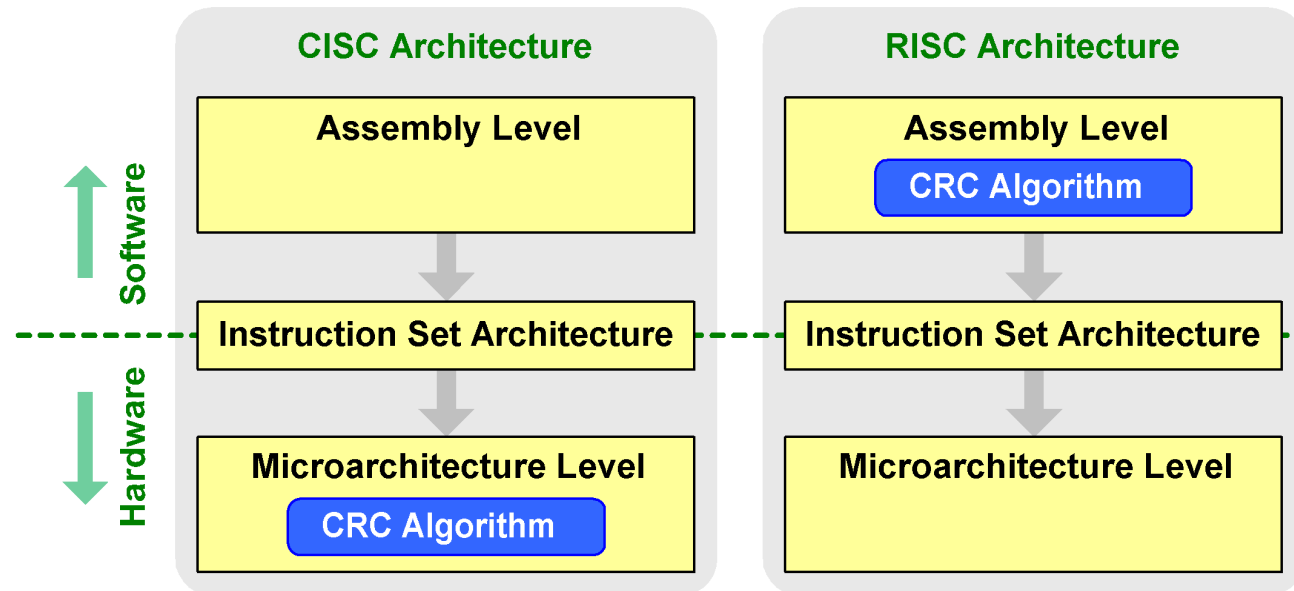 CISC Architecture
Assembly Level
Instruction Set Architecture
Microarchitecture Level
CRC Algorithm
RISC Architecture
Assembly Level
CRC Algorithm
Instruction Set Architecture
Microarchitecture Level
Software
Hardware